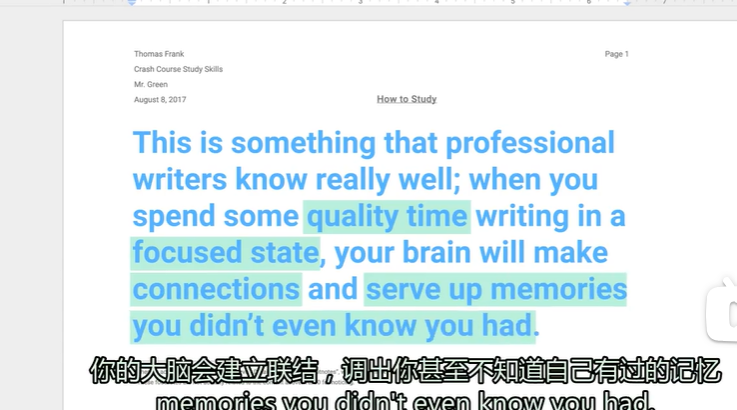 Thomas Frank
Page 1
Crash Course Study Skills
Mr. Green
August 8, 2017
How to Study
This is something that professional
writers know really well; when you
spend some quality time writing in a
focused state, your brain will make
connections and serve up memories
you didn't even know you had.
你的大脑会建立联结，调出你甚至不知道自己有过的记忆
memories you didn't even know you had.